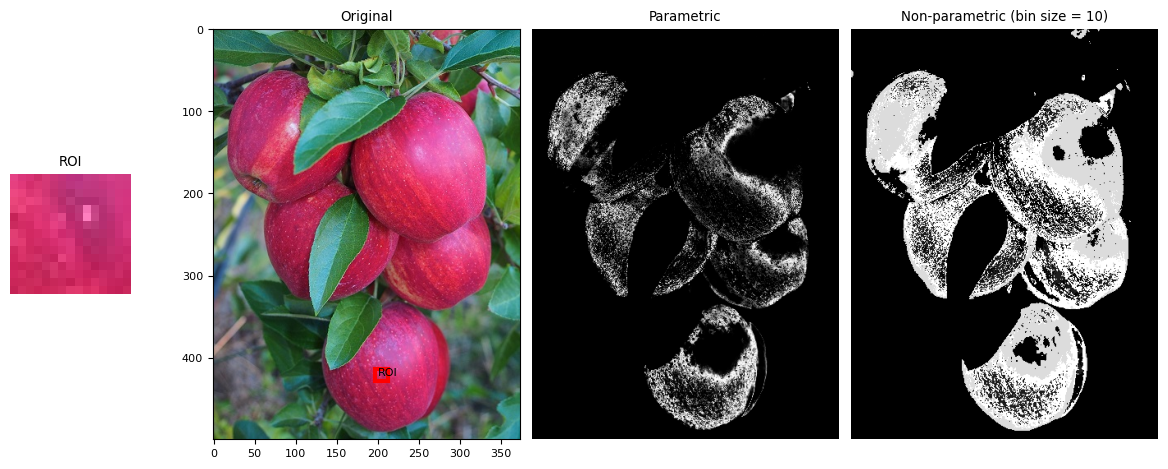 ROI
Original
0
100
200
300
400
0 50 100 150 200 250 300 350
ROI
Parametric
Non-parametric (bin size = 10)